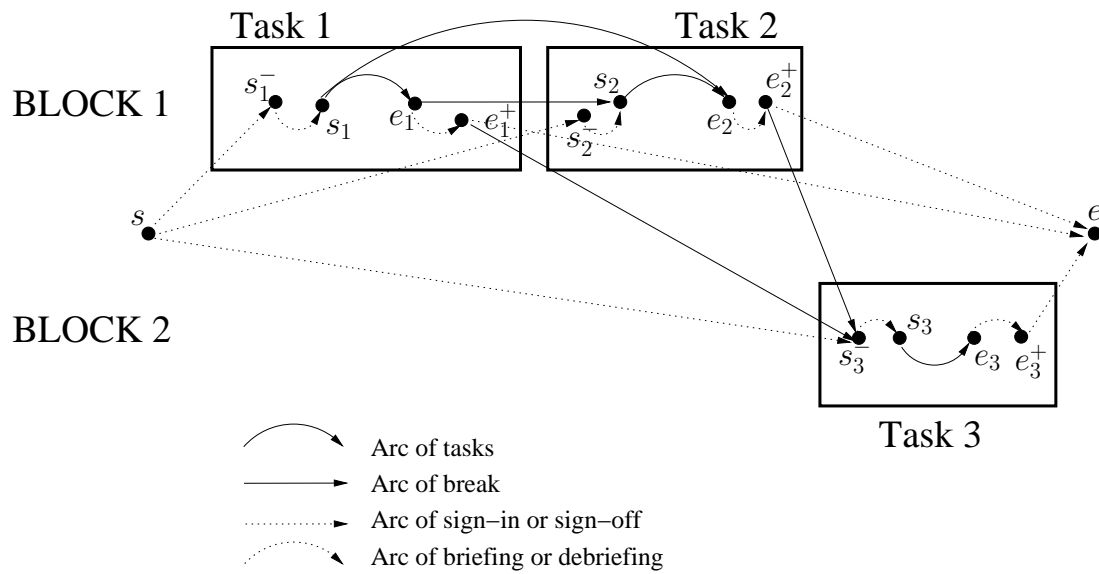 Task 1 Task 2
BLOCK 1
s₁⁻ s₁ e₁ e₁⁺ s₂ s₂⁻ e₂ e₂⁺
s e
BLOCK 2
s₃⁻ s₃ e₃ e₃⁺
Task 3
Arc of tasks
Arc of break
Arc of sign−in or sign−off
Arc of briefing or debriefing